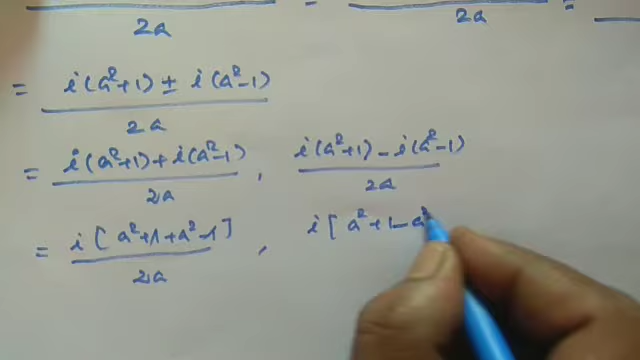 2a - 2a =
= i(a²+1) ± i(a²-1) / 2a
= i(a²+1)+i(a²-1) / 2a , i(a²+1)-i(a²-1) / 2a
= i[a²+1+a²-1] / 2a , i[a²+1-a²